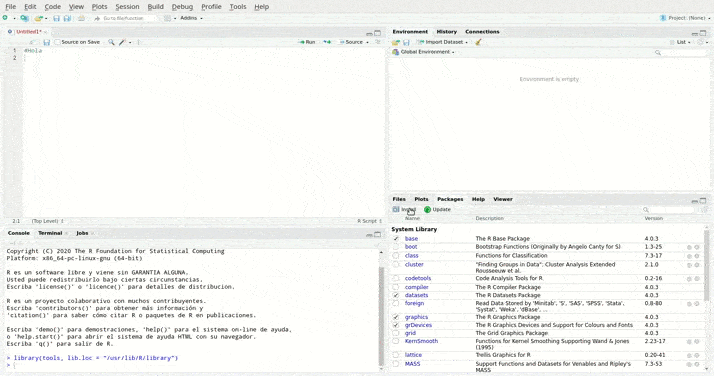 File Edit Code View Plots Session Build Debug Profile Tools Help
Go to file/function
Addins
Project: (None)
Untitled1*
Source on Save
Run
Source
1 #Hola
2
2:1 (Top Level) R Script
Console Terminal Jobs
Copyright (C) 2020 The R Foundation for Statistical Computing
Platform: x86_64-pc-linux-gnu (64-bit)
R es un software libre y viene sin GARANTIA ALGUNA.
Usted puede redistribuirlo bajo ciertas circunstancias.
Escriba 'license()' o 'licence()' para detalles de distribucion.
R es un proyecto colaborativo con muchos contribuyentes.
Escriba 'contributors()' para obtener más información y
'citation()' para saber cómo citar R o paquetes de R en publicaciones.
Escriba 'demo()' para demostraciones, 'help()' para el sistema on-line de ayuda,
o 'help.start()' para abrir el sistema de ayuda HTML con su navegador.
Escriba 'q()' para salir de R.
> library(tools, lib.loc = "/usr/lib/R/library")
>
Environment History Connections
Import Dataset
List
Global Environment
Environment is empty
Files Plots Packages Help Viewer
Install Update
Name Description Version
System Library
base The R Base Package 4.0.3
boot Bootstrap Functions (Originally by Angelo Canty for S) 1.3-25
class Functions for Classification 7.3-17
cluster "Finding Groups in Data": Cluster Analysis Extended 2.1.0
Rousseeuw et al.
codetools Code Analysis Tools for R 0.2-16
compiler The R Compiler Package 4.0.3
datasets The R Datasets Package 4.0.3
foreign Read Data Stored by 'Minitab', 'S', 'SAS', 'SPSS', 'Stata', 0.8-80
'Systat', 'Weka', 'dBase', ...
graphics The R Graphics Package 4.0.3
grDevices The R Graphics Devices and Support for Colours and Fonts 4.0.3
grid The Grid Graphics Package 4.0.3
KernSmooth Functions for Kernel Smoothing Supporting Wand & Jones 2.23-17
(1995)
lattice Trellis Graphics for R 0.20-41
MASS Support Functions and Datasets for Venables and Ripley's 7.3-53
MASS